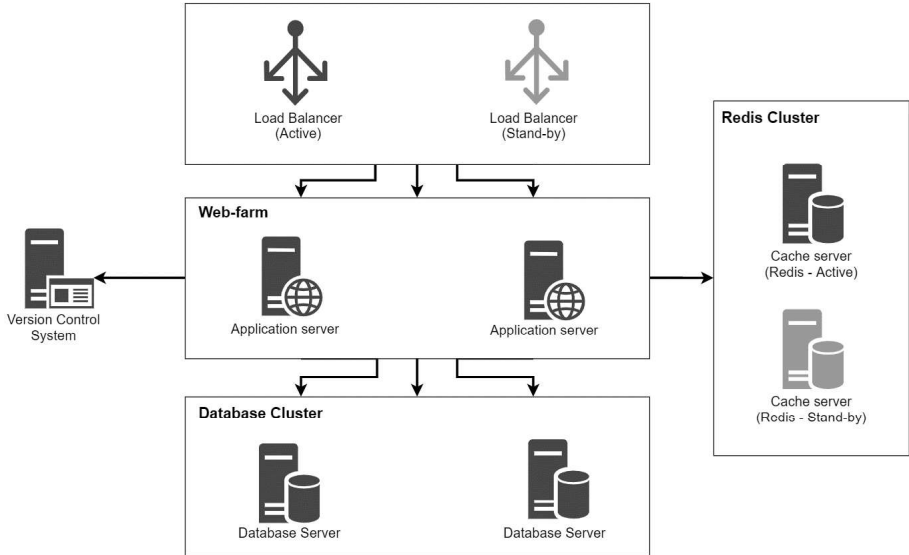 Load Balancer
(Active)
Load Balancer
(Stand-by)
Redis Cluster
Web-farm
Cache server
(Redis - Active)
Version Control
System
Application server
Application server
Cache server
(Redis - Stand-by)
Database Cluster
Database Server
Database Server